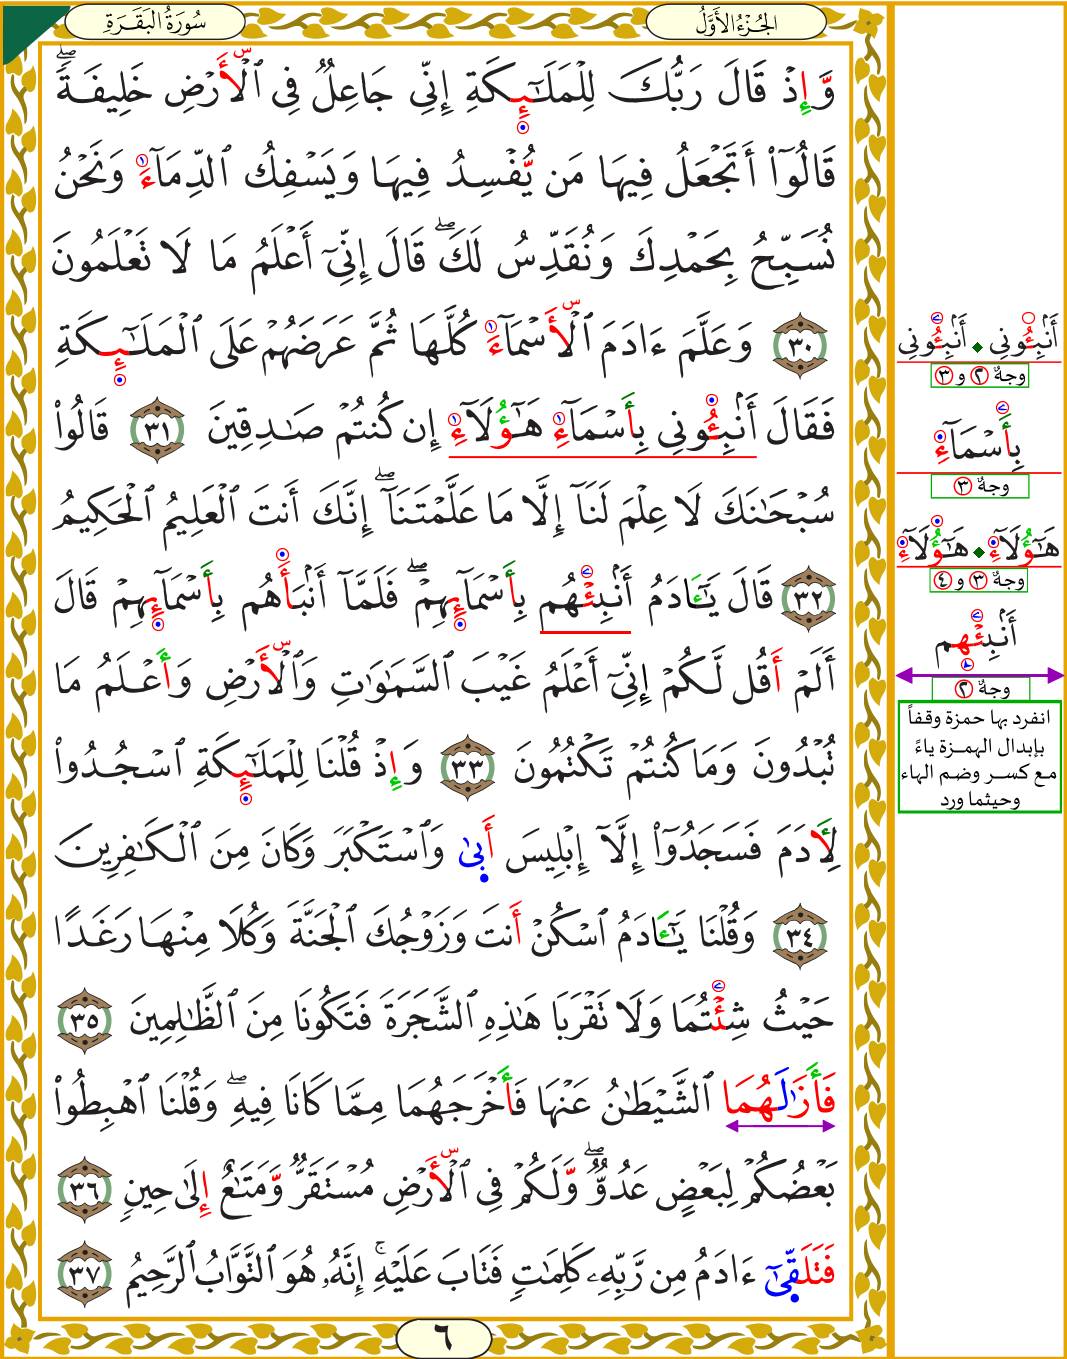 الجُزْءُ الأَوَّلُ
سُورَةُ البَقَرَةِ
وَّإِذْ قَالَ رَبُّكَ لِلْمَلَـٰٓئِكَةِ إِنِّي جَاعِلٌ فِي ٱلْأَرْضِ خَلِيفَةًۖ
قَالُوٓاْ أَتَجْعَلُ فِيهَا مَن يُّفْسِدُ فِيهَا وَيَسْفِكُ ٱلدِّمَآءَ وَنَحْنُ
نُسَبِّحُ بِحَمْدِكَ وَنُقَدِّسُ لَكَۖ قَالَ إِنِّيٓ أَعْلَمُ مَا لَا تَعْلَمُونَ
٣٠ وَعَلَّمَ ءَادَمَ ٱلْأَسْمَآءَ كُلَّهَا ثُمَّ عَرَضَهُمْ عَلَى ٱلْمَلَـٰٓئِكَةِ
فَقَالَ أَنۢبِـُٔونِي بِأَسْمَآءِ هَـٰٓؤُلَآءِ إِن كُنتُمْ صَـٰدِقِينَ ٣١ قَالُواْ
سُبْحَـٰنَكَ لَا عِلْمَ لَنَآ إِلَّا مَا عَلَّمْتَنَآۖ إِنَّكَ أَنتَ ٱلْعَلِيمُ ٱلْحَكِيمُ
٣٢ قَالَ يَـٰٓـَٔادَمُ أَنۢبِئْهُم بِأَسْمَآئِهِمْۖ فَلَمَّآ أَنۢبَأَهُم بِأَسْمَآئِهِمْ قَالَ
أَلَمْ أَقُل لَّكُمْ إِنِّيٓ أَعْلَمُ غَيْبَ ٱلسَّمَـٰوَٰتِ وَٱلْأَرْضِ وَأَعْلَمُ مَا
تُبْدُونَ وَمَا كُنتُمْ تَكْتُمُونَ ٣٣ وَإِذْ قُلْنَا لِلْمَلَـٰٓئِكَةِ ٱسْجُدُواْ
لِأَدَمَ فَسَجَدُوٓاْ إِلَّآ إِبْلِيسَ أَبَىٰ وَٱسْتَكْبَرَ وَكَانَ مِنَ ٱلْكَـٰفِرِينَ
٣٤ وَقُلْنَا يَـٰٓـَٔادَمُ ٱسْكُنْ أَنتَ وَزَوْجُكَ ٱلْجَنَّةَ وَكُلَا مِنْهَا رَغَدًا
حَيْثُ شِئْتُمَا وَلَا تَقْرَبَا هَـٰذِهِ ٱلشَّجَرَةَ فَتَكُونَا مِنَ ٱلظَّـٰلِمِينَ ٣٥
فَأَزَٰلَهُمَا ٱلشَّيْطَـٰنُ عَنْهَا فَأَخْرَجَهُمَا مِمَّا كَانَا فِيهِۖ وَقُلْنَا ٱهْبِطُواْ
بَعْضُكُمْ لِبَعْضٍ عَدُوٌّۖ وَّلَكُمْ فِي ٱلْأَرْضِ مُسْتَقَرٌّ وَّمَتَـٰعٌ إِلَىٰ حِينٍ ٣٦
فَتَلَقَّىٰٓ ءَادَمُ مِن رَّبِّهِۦ كَلِمَـٰتٍ فَتَابَ عَلَيْهِۚ إِنَّهُۥ هُوَ ٱلتَّوَّابُ ٱلرَّحِيمُ ٣٧
٦
أَنۢبِـُٔونِي ◆ أَنۢبِـُٔونِي
وجهٌ ٢ و ٣
بِأَسْمَآءِ
وجهٌ ٣
هَـٰٓؤُلَآءِ ◆ هَـٰٓؤُلَآءِ
وجهٌ ٣ و ٤
أَنۢبِئْهِم
وجهٌ ٢
انفرد بها حمزة وقفاً
بإبدال الهمزة ياءً
مع كسر وضم الهاء
وحيثما ورد